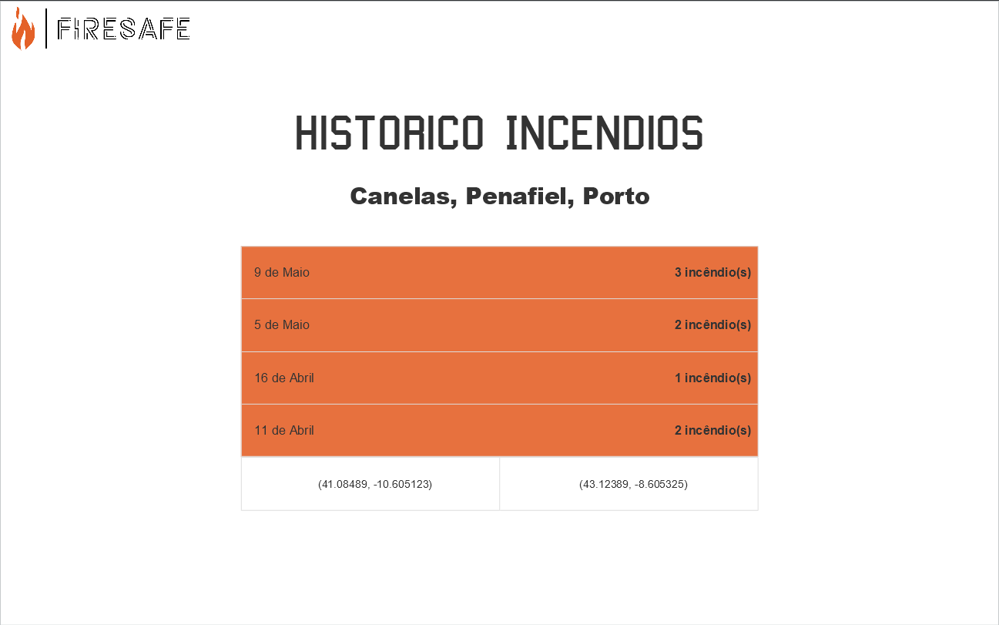 FIRESAFE
HISTORICO INCENDIOS
Canelas, Penafiel, Porto
9 de Maio 3 incêndio(s)
5 de Maio 2 incêndio(s)
16 de Abril 1 incêndio(s)
11 de Abril 2 incêndio(s)
(41.08489, -10.605123) (43.12389, -8.605325)